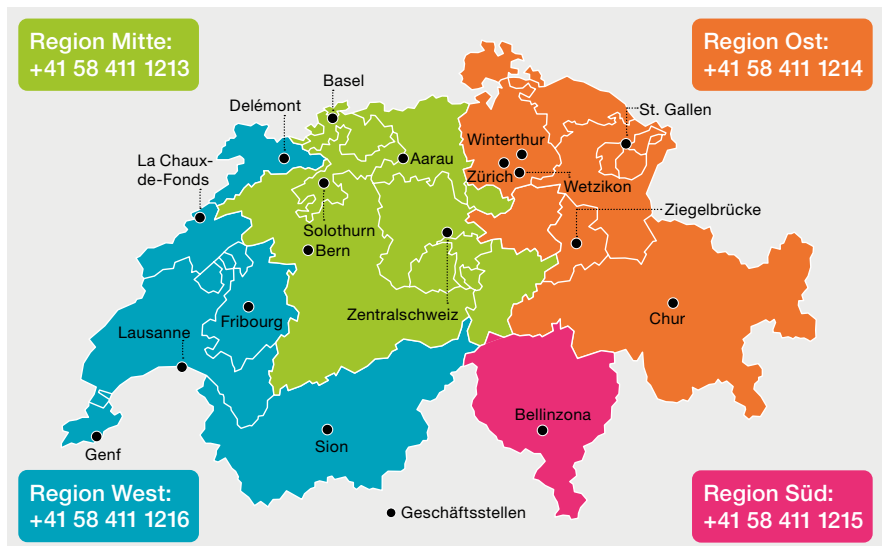 Region Mitte:
+41 58 411 1213
Region Ost:
+41 58 411 1214
Basel
Delémont
St. Gallen
La Chaux-
de-Fonds
Winterthur
Aarau
Zürich
Wetzikon
Ziegelbrücke
Solothurn
Bern
Zentralschweiz
Fribourg
Chur
Lausanne
Bellinzona
Sion
Genf
Region West:
+41 58 411 1216
Geschäftsstellen
Region Süd:
+41 58 411 1215